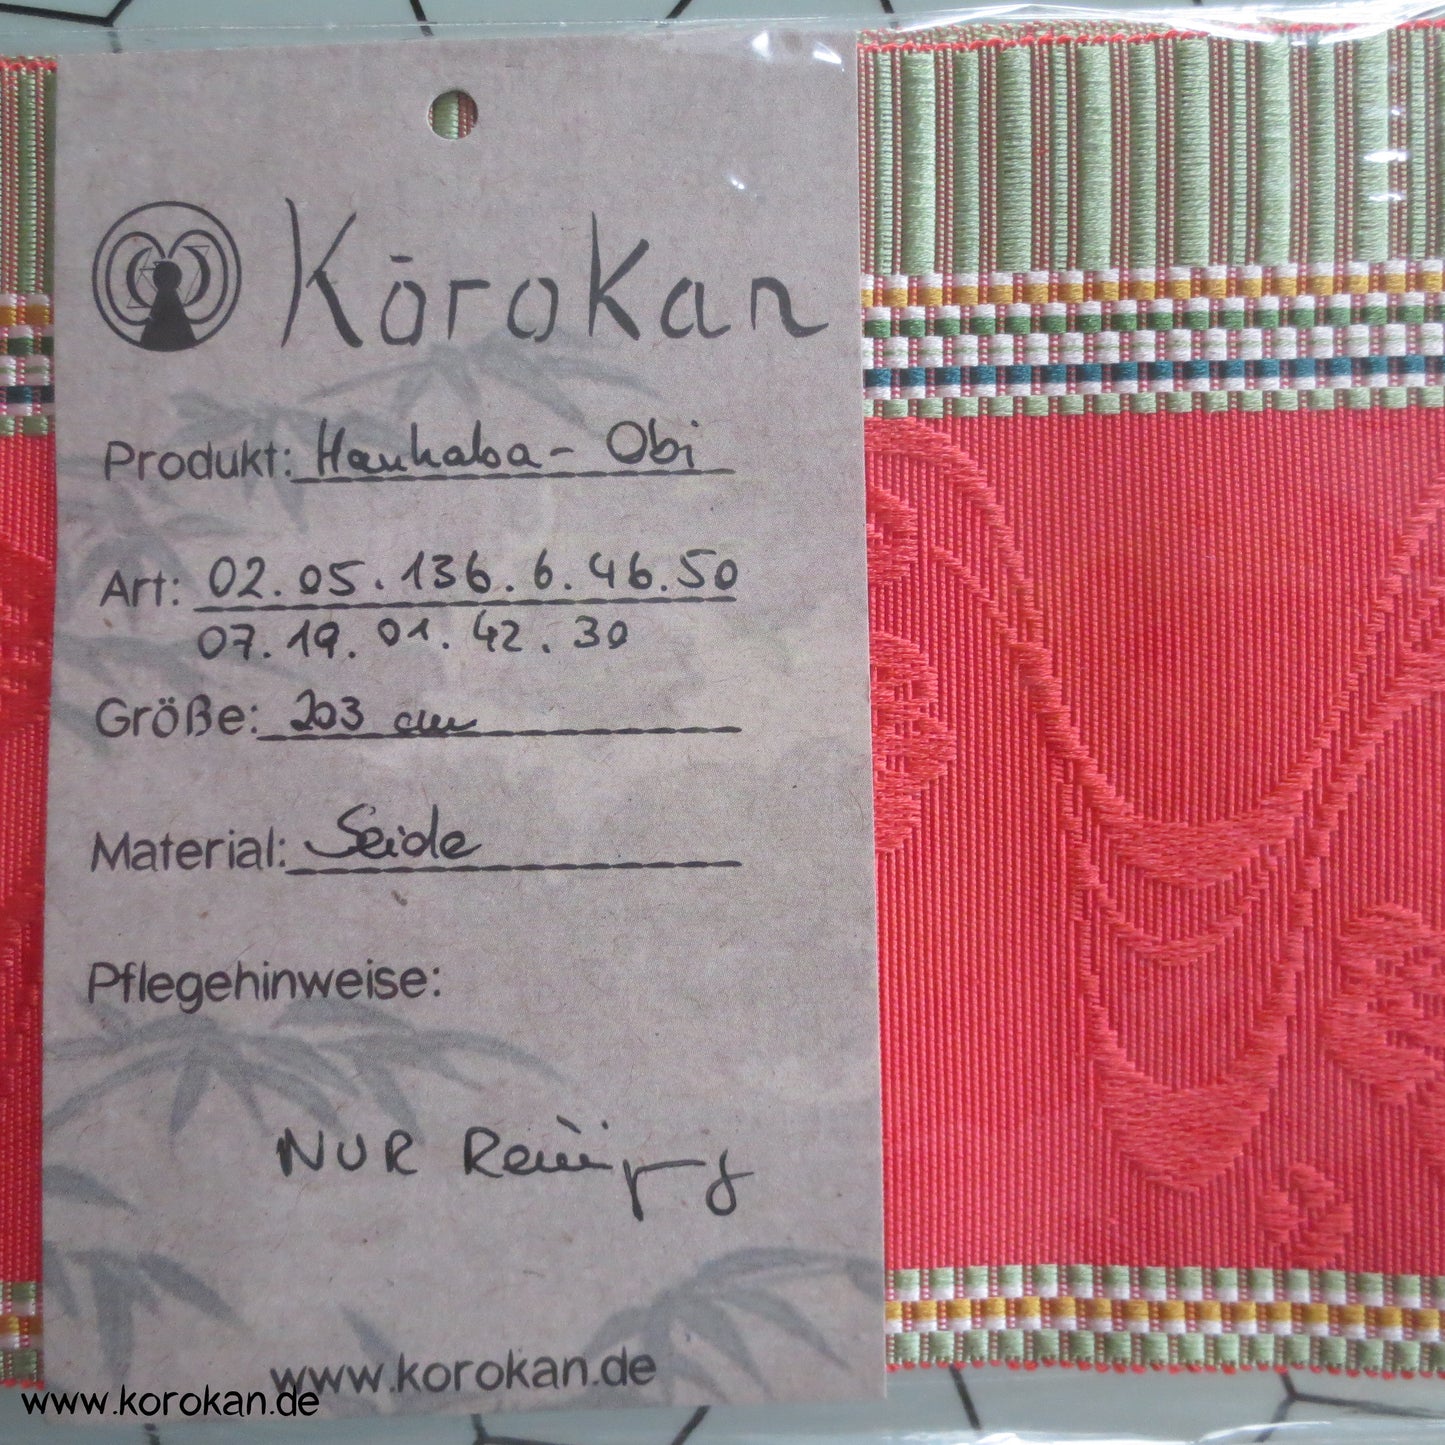 Kōrokan
Produkt: Hanhaba-Obi
Art: 02.05.136.6.46.50
07.19.01.42.30
Größe: 203 cm
Material: Seide
Pflegehinweise:
NUR Reinigung
www.korokan.de
www.korokan.de